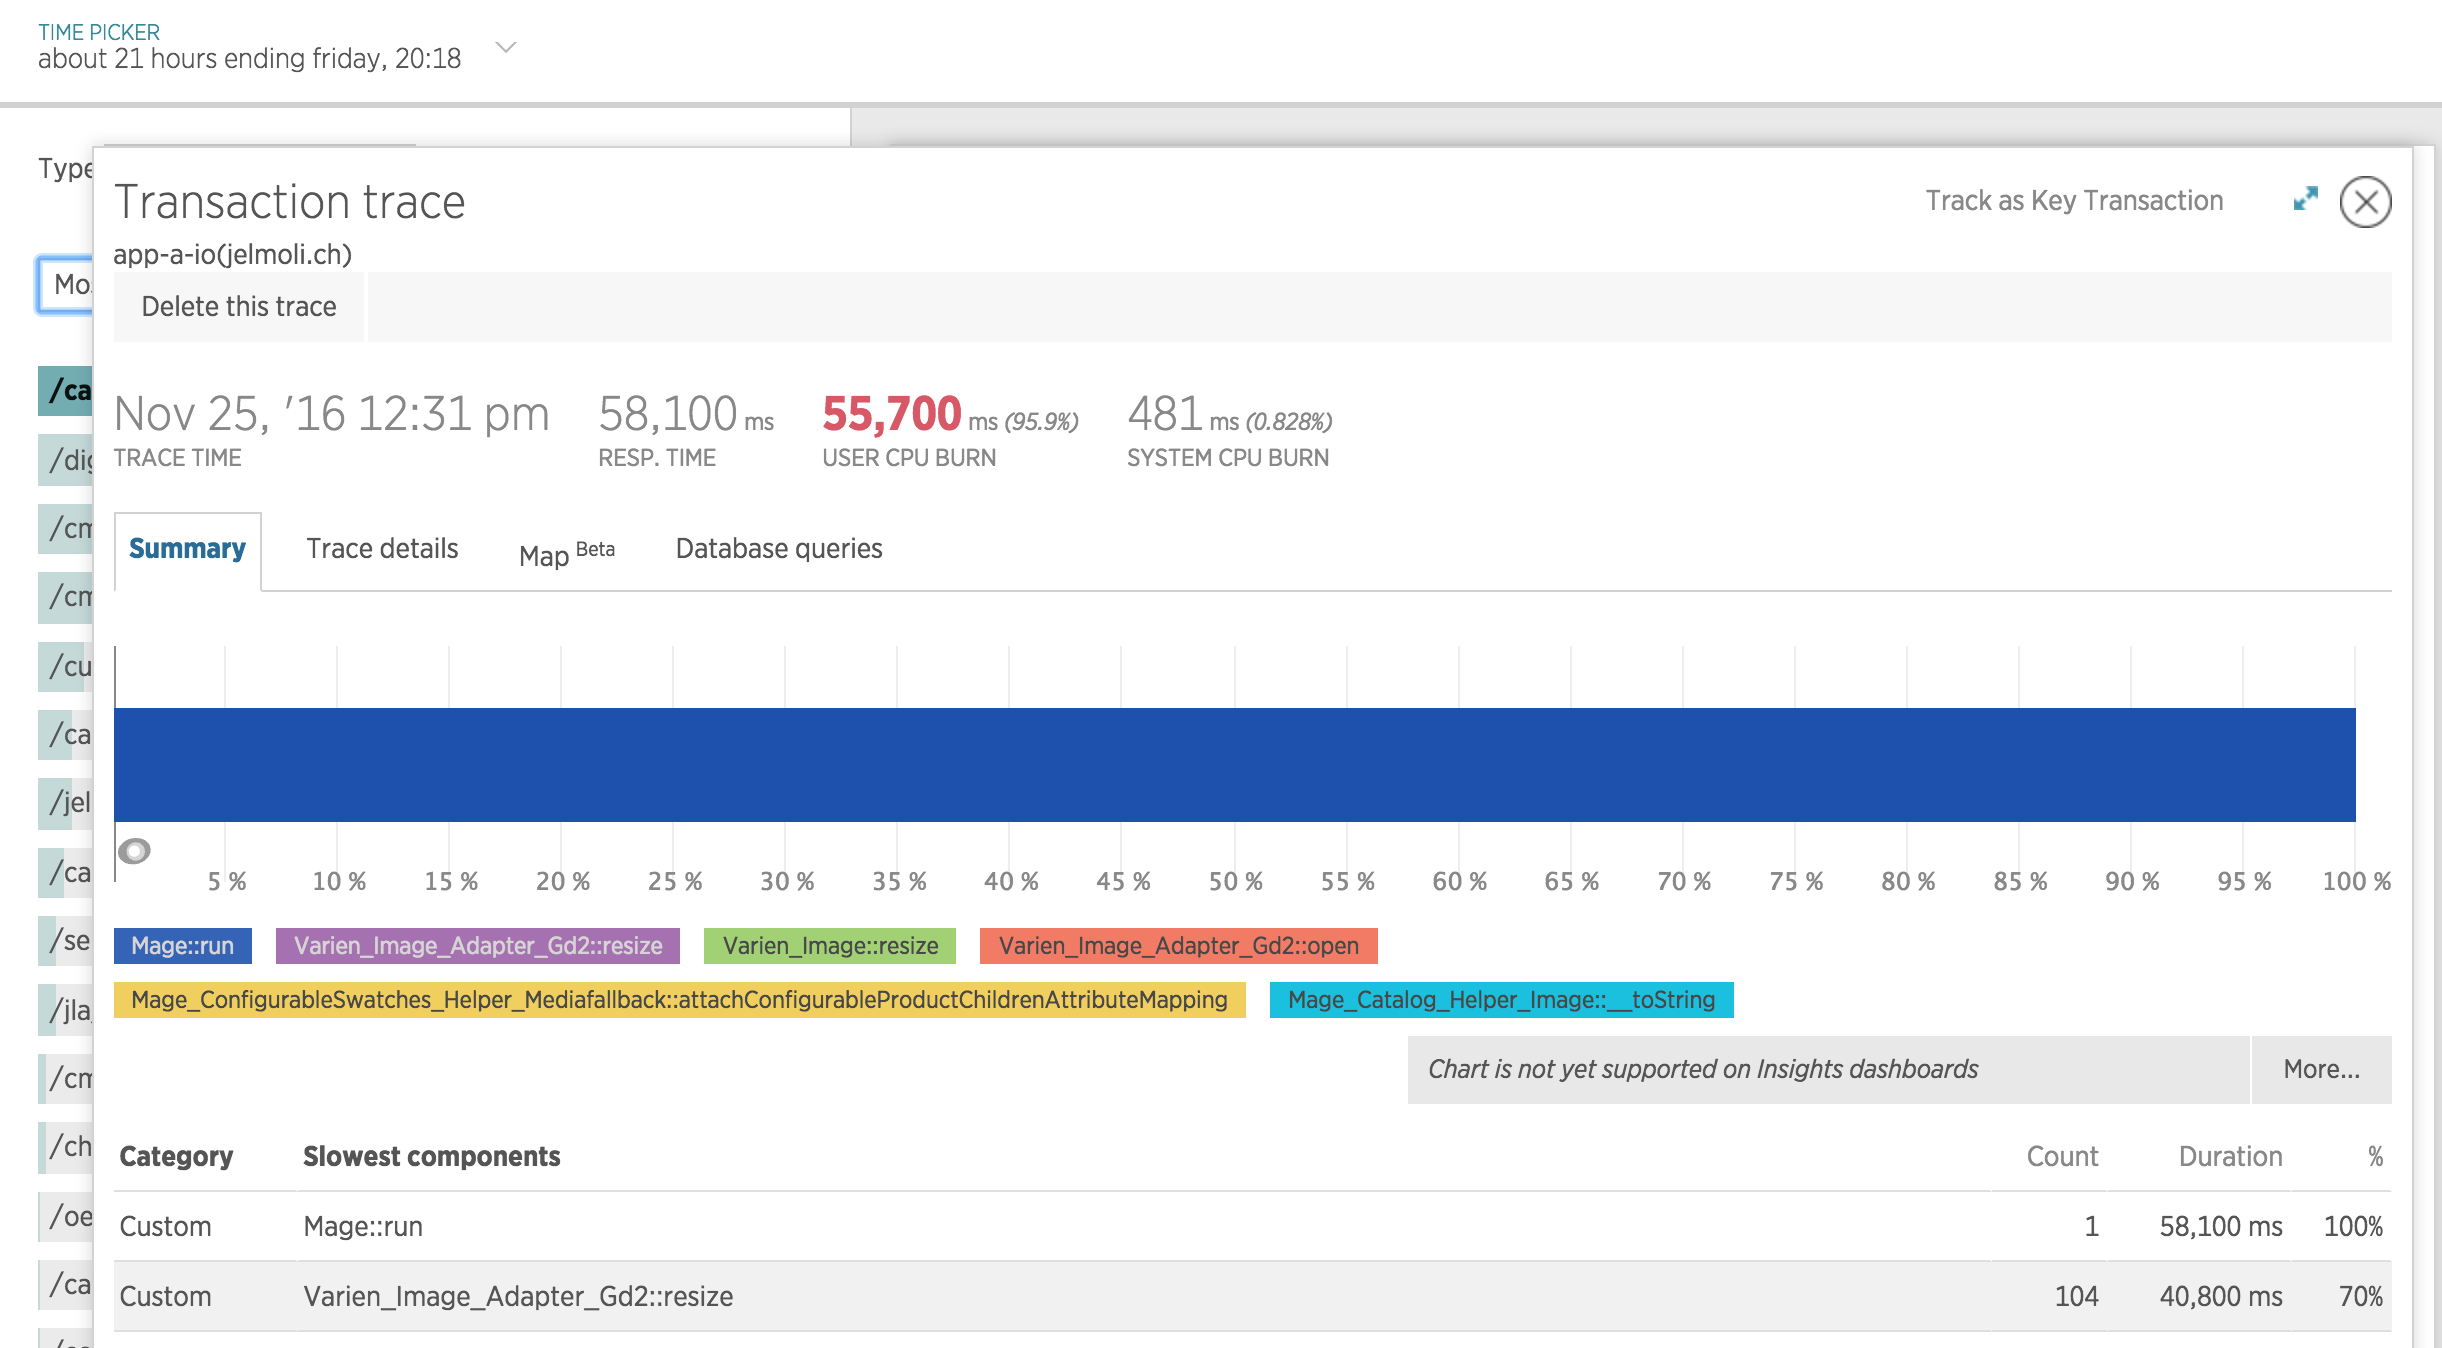 TIME PICKER
about 21 hours ending friday, 20:18
Type
Transaction trace
Track as Key Transaction
app-a-io(jelmoli.ch)
Delete this trace
Nov 25, '16 12:31 pm
TRACE TIME
58,100 ms
RESP. TIME
55,700 ms (95.9%)
USER CPU BURN
481 ms (0.828%)
SYSTEM CPU BURN
Summary Trace details Map Beta Database queries
5 % 10 % 15 % 20 % 25 % 30 % 35 % 40 % 45 % 50 % 55 % 60 % 65 % 70 % 75 % 80 % 85 % 90 % 95 % 100 %
Mage::run Varien_Image_Adapter_Gd2::resize Varien_Image::resize Varien_Image_Adapter_Gd2::open
Mage_ConfigurableSwatches_Helper_Mediafallback::attachConfigurableProductChildrenAttributeMapping Mage_Catalog_Helper_Image::__toString
Chart is not yet supported on Insights dashboards More...
Category Slowest components Count Duration %
Custom Mage::run 1 58,100 ms 100%
Custom Varien_Image_Adapter_Gd2::resize 104 40,800 ms 70%
/ca
/cm
/cm
/cu
/ca
/jel
/ca
/se
/jla
/cm
/ch
/oe
/ca